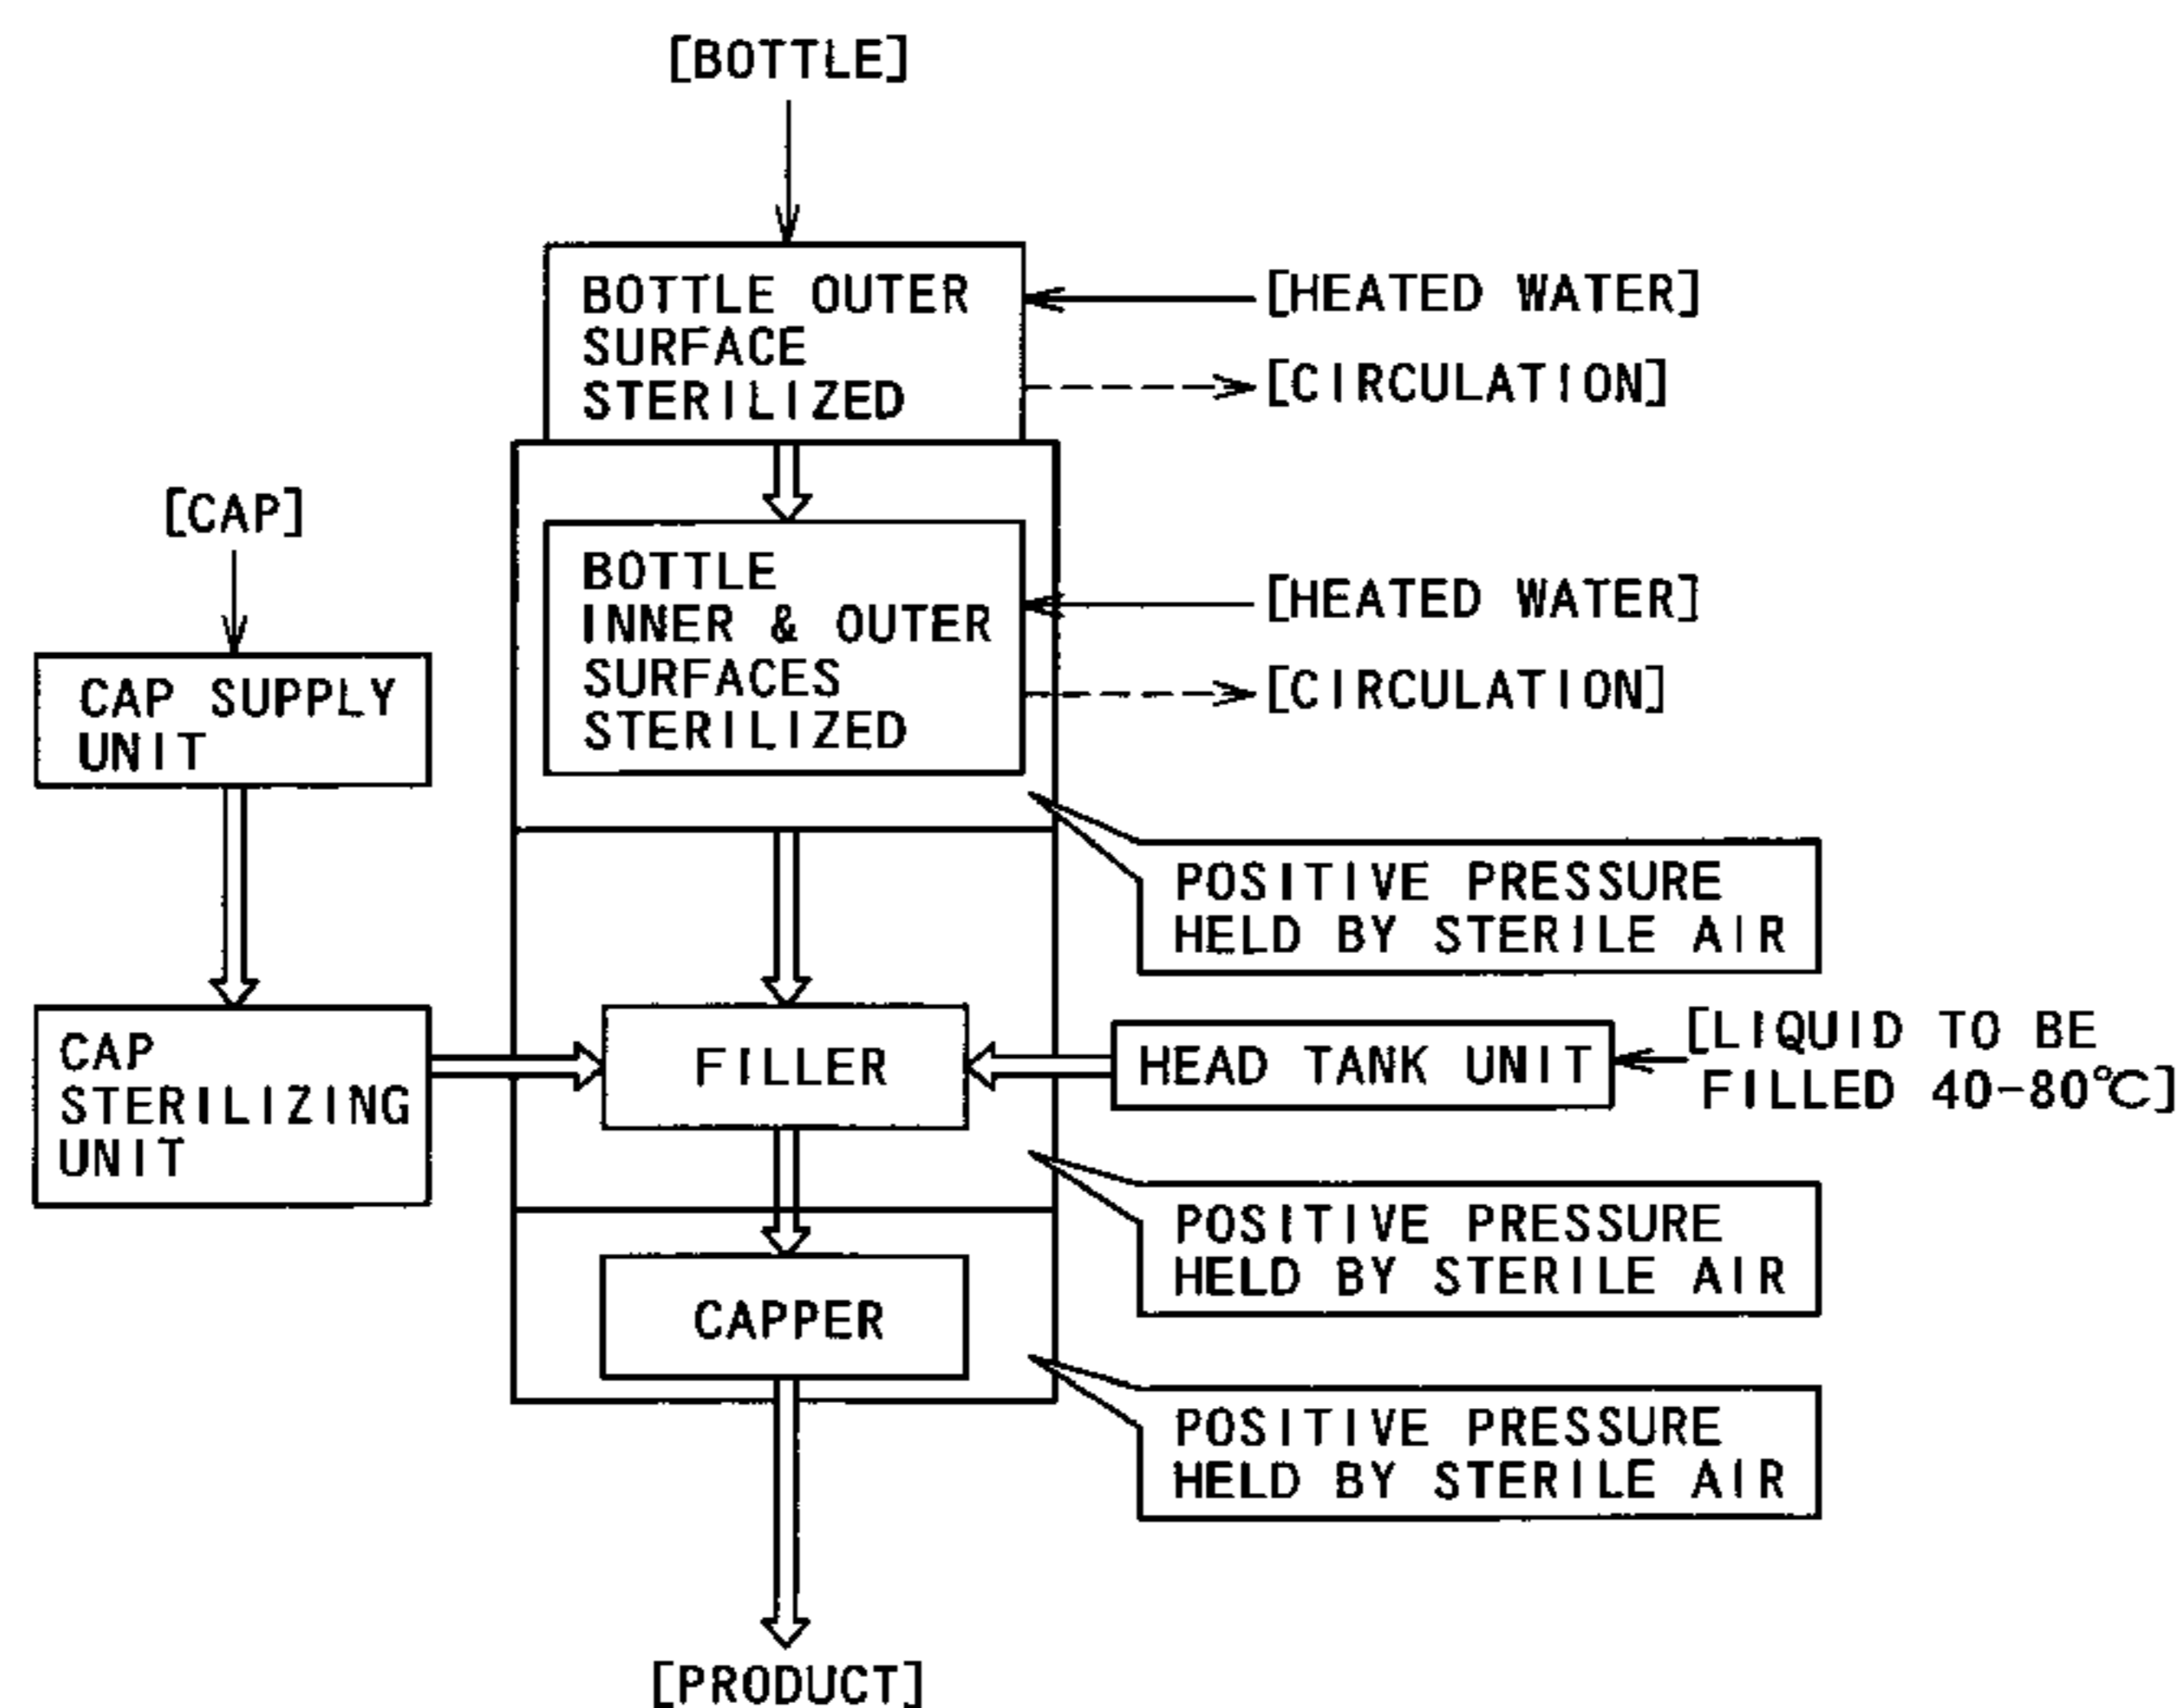 [BOTTLE]
BOTTLE OUTER
SURFACE
STERILIZED
[HEATED WATER]
[CIRCULATION]
[CAP]
BOTTLE
INNER & OUTER
SURFACES
STERILIZED
[HEATED WATER]
[CIRCULATION]
CAP SUPPLY
UNIT
POSITIVE PRESSURE
HELD BY STERILE AIR
CAP
STERILIZING
UNIT
FILLER
HEAD TANK UNIT
[LIQUID TO BE
FILLED 40-80℃]
POSITIVE PRESSURE
HELD BY STERILE AIR
CAPPER
POSITIVE PRESSURE
HELD BY STERILE AIR
[PRODUCT]